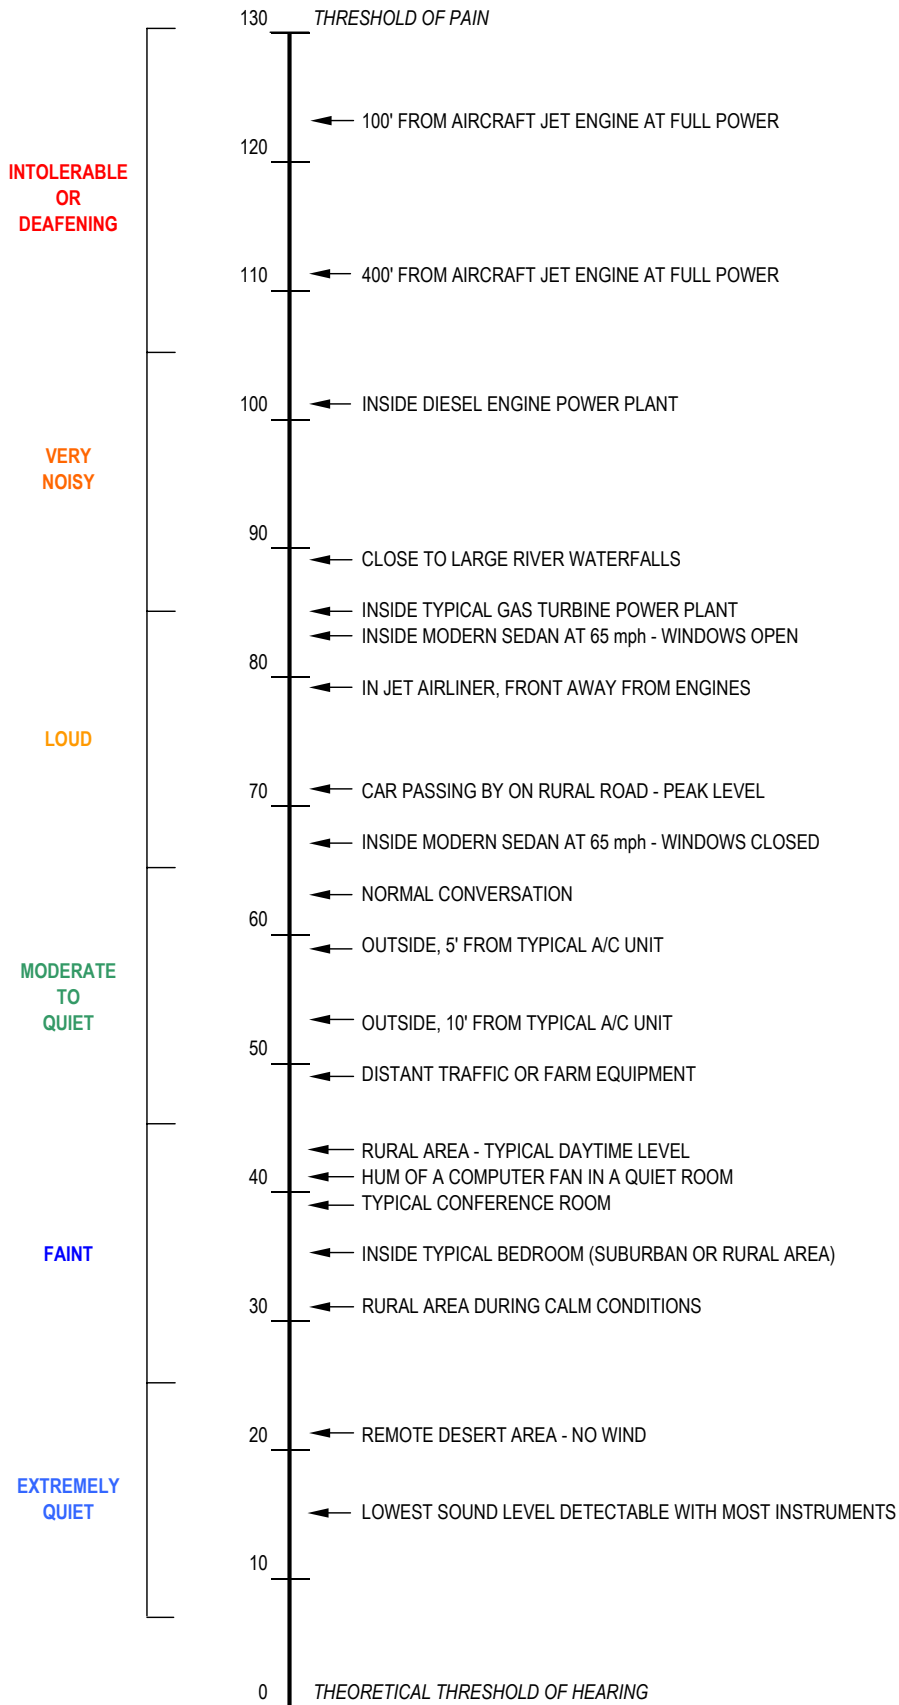 130 THRESHOLD OF PAIN
100' FROM AIRCRAFT JET ENGINE AT FULL POWER
120
INTOLERABLE
OR
DEAFENING
110
400' FROM AIRCRAFT JET ENGINE AT FULL POWER
100
INSIDE DIESEL ENGINE POWER PLANT
VERY
NOISY
90
CLOSE TO LARGE RIVER WATERFALLS
INSIDE TYPICAL GAS TURBINE POWER PLANT
INSIDE MODERN SEDAN AT 65 mph - WINDOWS OPEN
80
IN JET AIRLINER, FRONT AWAY FROM ENGINES
LOUD
70
CAR PASSING BY ON RURAL ROAD - PEAK LEVEL
INSIDE MODERN SEDAN AT 65 mph - WINDOWS CLOSED
NORMAL CONVERSATION
60
OUTSIDE, 5' FROM TYPICAL A/C UNIT
MODERATE
TO
QUIET
OUTSIDE, 10' FROM TYPICAL A/C UNIT
50
DISTANT TRAFFIC OR FARM EQUIPMENT
RURAL AREA - TYPICAL DAYTIME LEVEL
40
HUM OF A COMPUTER FAN IN A QUIET ROOM
TYPICAL CONFERENCE ROOM
FAINT
INSIDE TYPICAL BEDROOM (SUBURBAN OR RURAL AREA)
30
RURAL AREA DURING CALM CONDITIONS
20
REMOTE DESERT AREA - NO WIND
EXTREMELY
QUIET
LOWEST SOUND LEVEL DETECTABLE WITH MOST INSTRUMENTS
10
0 THEORETICAL THRESHOLD OF HEARING